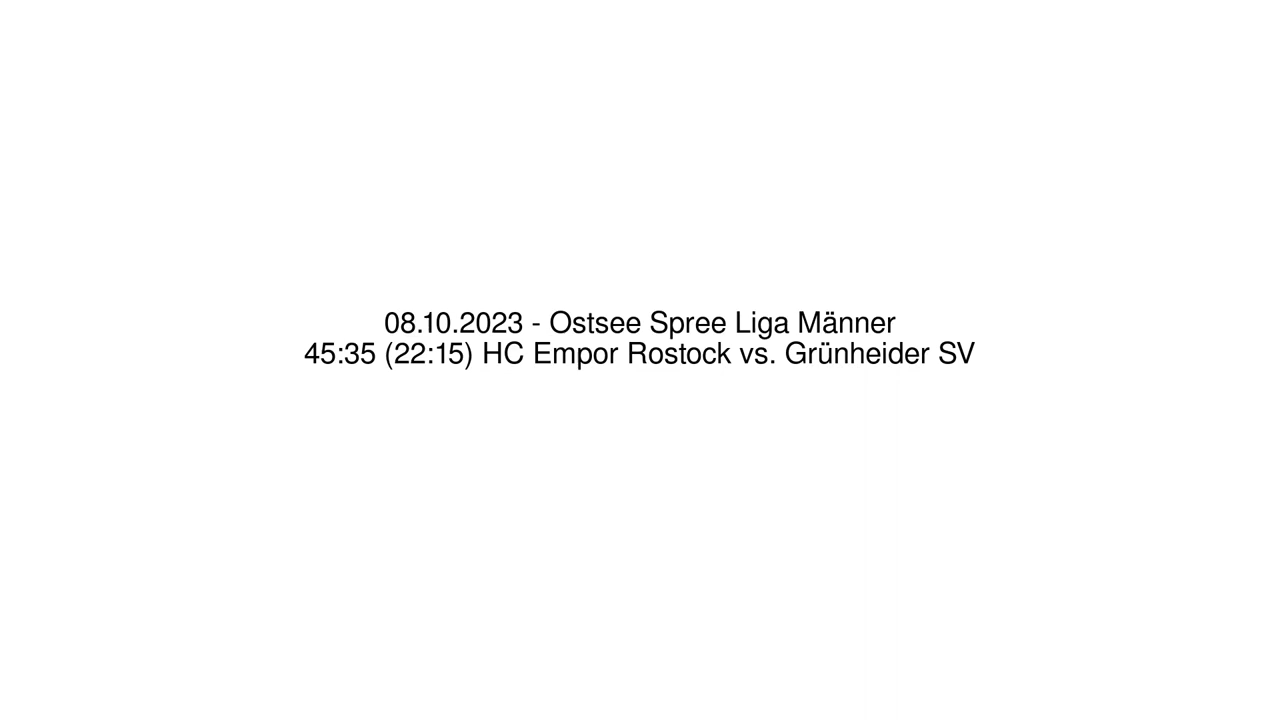 08.10.2023 - Ostsee Spree Liga Männer
45:35 (22:15) HC Empor Rostock vs. Grünheider SV